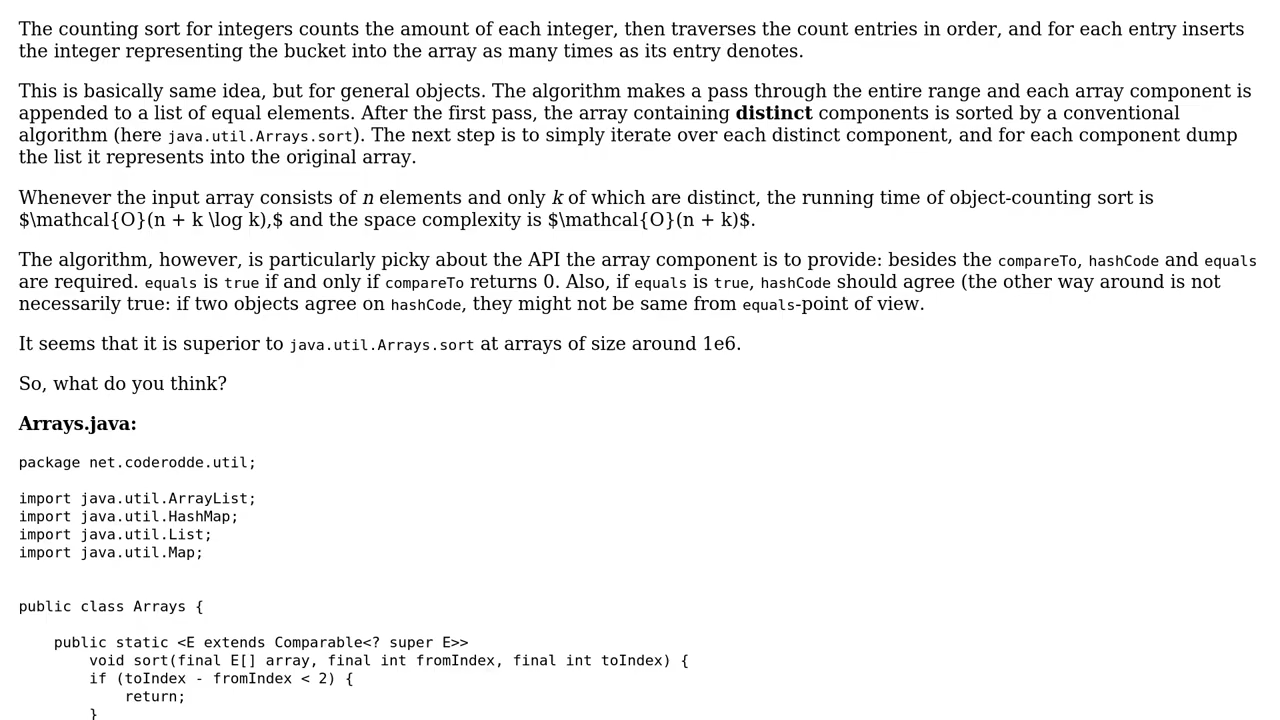 The counting sort for integers counts the amount of each integer, then traverses the count entries in order, and for each entry inserts
the integer representing the bucket into the array as many times as its entry denotes.
This is basically same idea, but for general objects. The algorithm makes a pass through the entire range and each array component is
appended to a list of equal elements. After the first pass, the array containing distinct components is sorted by a conventional
algorithm (here java.util.Arrays.sort). The next step is to simply iterate over each distinct component, and for each component dump
the list it represents into the original array.
Whenever the input array consists of n elements and only k of which are distinct, the running time of object-counting sort is
$\mathcal{O}(n + k \log k),$ and the space complexity is $\mathcal{O}(n + k)$.
The algorithm, however, is particularly picky about the API the array component is to provide: besides the compareTo, hashCode and equals
are required. equals is true if and only if compareTo returns 0. Also, if equals is true, hashCode should agree (the other way around is not
necessarily true: if two objects agree on hashCode, they might not be same from equals-point of view.
It seems that it is superior to java.util.Arrays.sort at arrays of size around 1e6.
So, what do you think?
Arrays.java:
package net.coderodde.util;
import java.util.ArrayList;
import java.util.HashMap;
import java.util.List;
import java.util.Map;
public class Arrays {
    public static <E extends Comparable<? super E>>
        void sort(final E[] array, final int fromIndex, final int toIndex) {
        if (toIndex - fromIndex < 2) {
            return;
        }